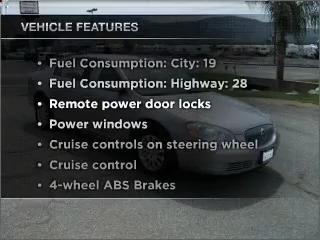 VEHICLE FEATURES
• Fuel Consumption: City: 19
• Fuel Consumption: Highway: 28
• Remote power door locks
• Power windows
• Cruise controls on steering wheel
• Cruise control
• 4-wheel ABS Brakes